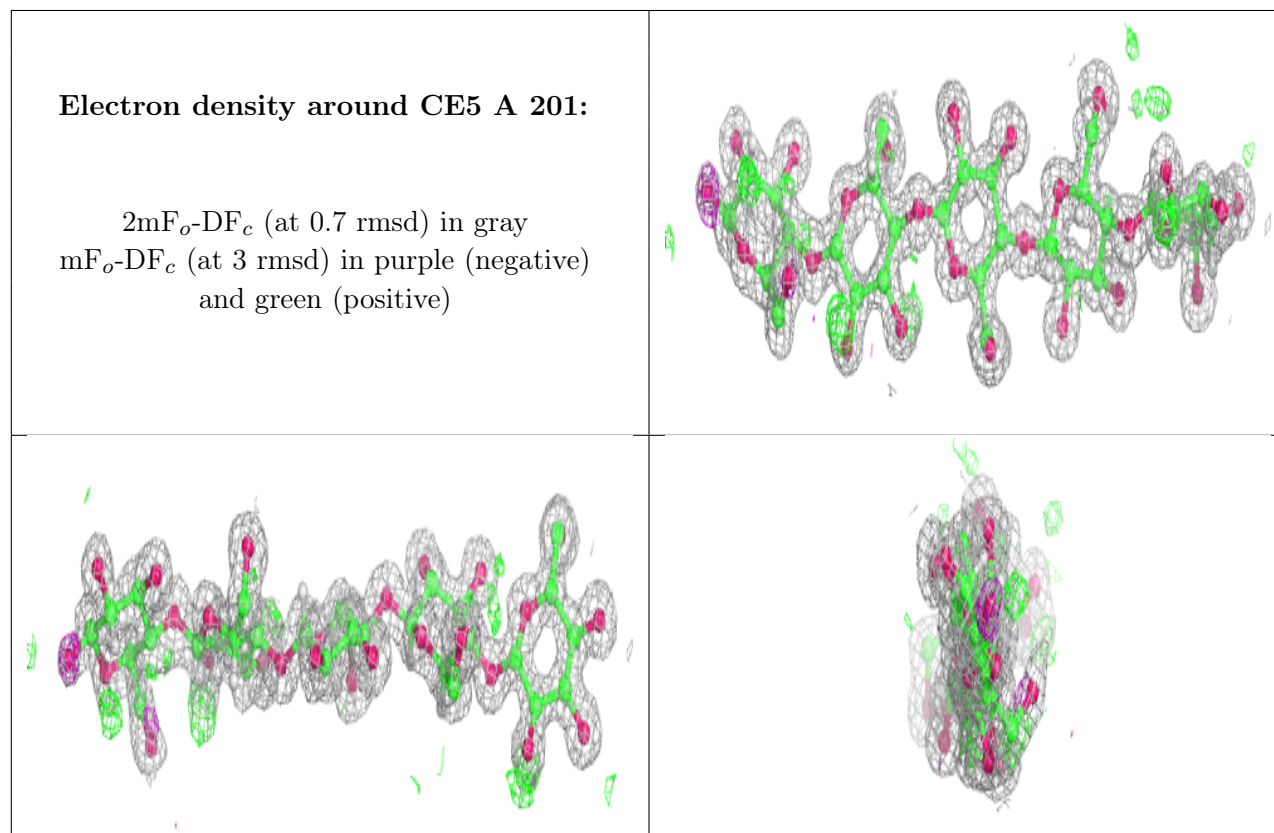 Electron density around CE5 A 201:
2mFo-DFc (at 0.7 rmsd) in gray
mFo-DFc (at 3 rmsd) in purple (negative)
and green (positive)